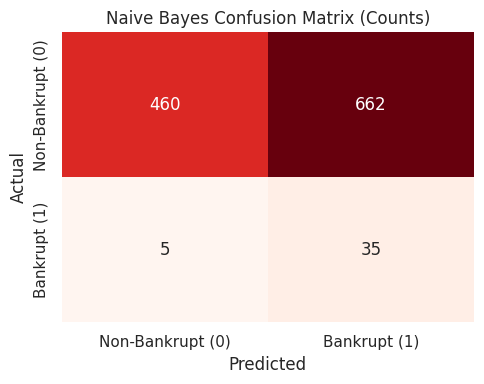 Naive Bayes Confusion Matrix (Counts)
Actual
Non-Bankrupt (0)
460
662
Bankrupt (1)
5
35
Non-Bankrupt (0)
Bankrupt (1)
Predicted